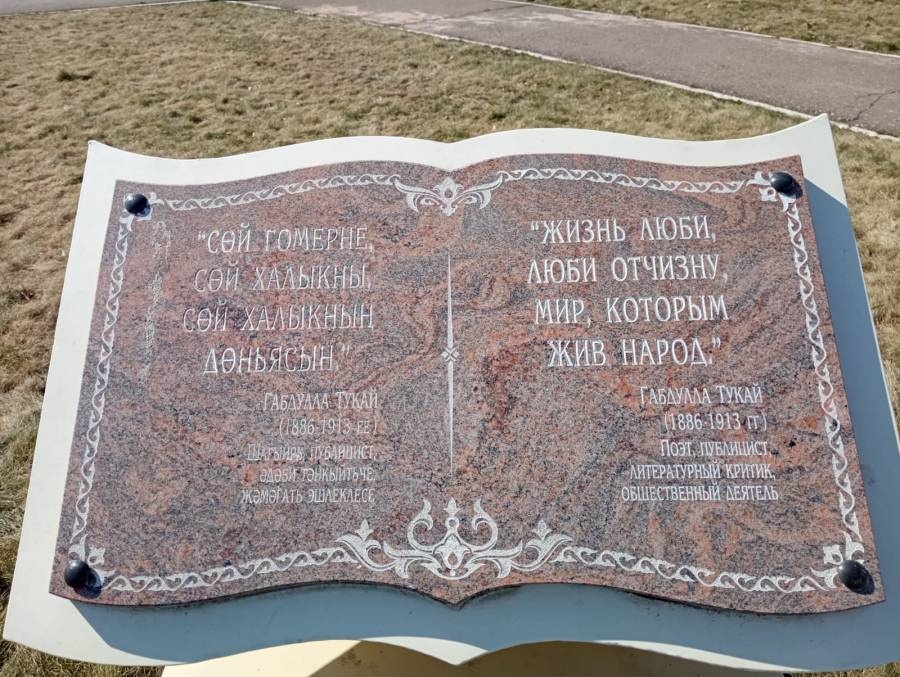 “СӨЙ ГОМЕРНЕ,
СӨЙ ХАЛЫКНЫ,
СӨЙ ХАЛЫКНЫҢ
ДӨНЬЯСЫН.”
ГАБДУЛЛА ТУКАЙ
(1886-1913 ЕЕ)
ШАГЫЙРЬ, ПУБЛИЦИСТ,
ӘДӘБИ ТӘНКЫЙТЬЧЕ,
ҖӘМӘГАТЬ ЭШЛЕКЛЕСЕ
“ЖИЗНЬ ЛЮБИ,
ЛЮБИ ОТЧИЗНУ,
МИР, КОТОРЫМ
ЖИВ НАРОД.”
ГАБДУЛЛА ТУКАЙ
(1886-1913 ГГ)
ПОЭТ, ПУБЛИЦИСТ,
ЛИТЕРАТУРНЫЙ КРИТИК,
ОБЩЕСТВЕННЫЙ ДЕЯТЕЛЬ